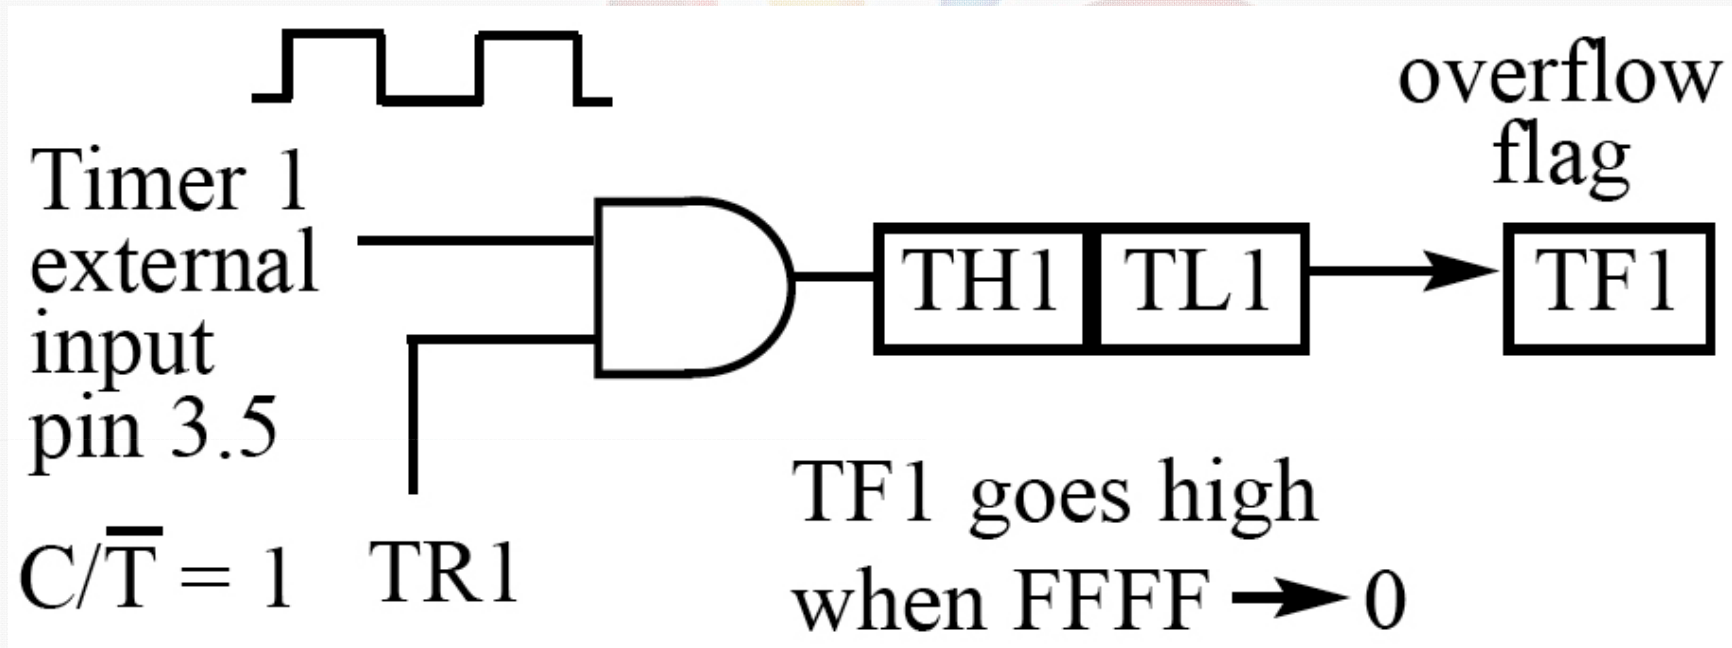 Timer 1
external
input
pin 3.5
C/T̅ = 1
TR1
TH1
TL1
overflow
flag
TF1
TF1 goes high
when FFFF → 0